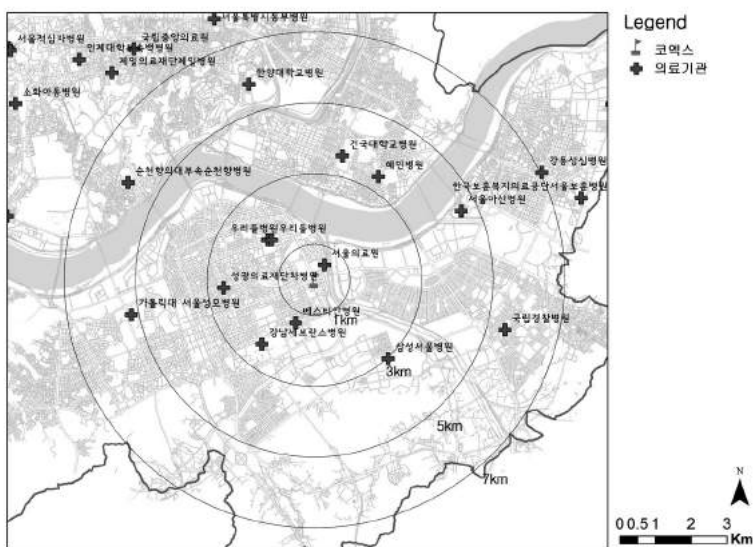 서울특별시동부병원
서울적십자병원
국립중앙의료원
제일의료재단제일병원
한양대학교병원
소화아동병원
건국대학교병원
혜민병원
강동성심병원
순천향의대부속순천향병원
한국보훈복지의료공단서울보훈병원
서울아산병원
우리들병원우리들병원
서울의료원
성광의료재단차병원
가톨릭대 서울성모병원
베스티안병원
1km
강남세브란스병원
삼성서울병원
국립경찰병원
3km
5km
7km
Legend
코엑스
의료기관
N
0 0.5 1 2 3
Km